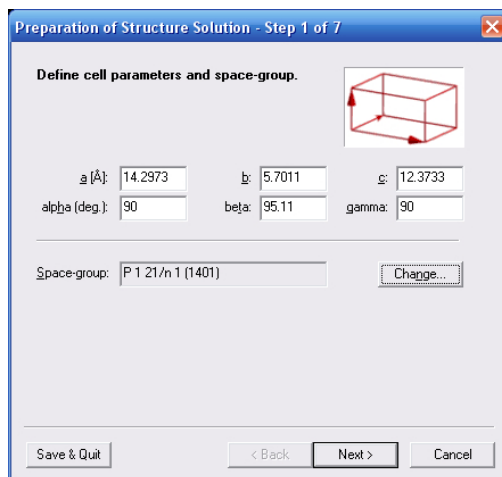 Preparation of Structure Solution - Step 1 of 7
Define cell parameters and space-group.
a [Å]: 14.2973 b: 5.7011 c: 12.3733
alpha (deg.): 90 beta: 95.11 gamma: 90
Space-group: P 1 21/n 1 (1401) Change...
Save & Quit < Back Next > Cancel